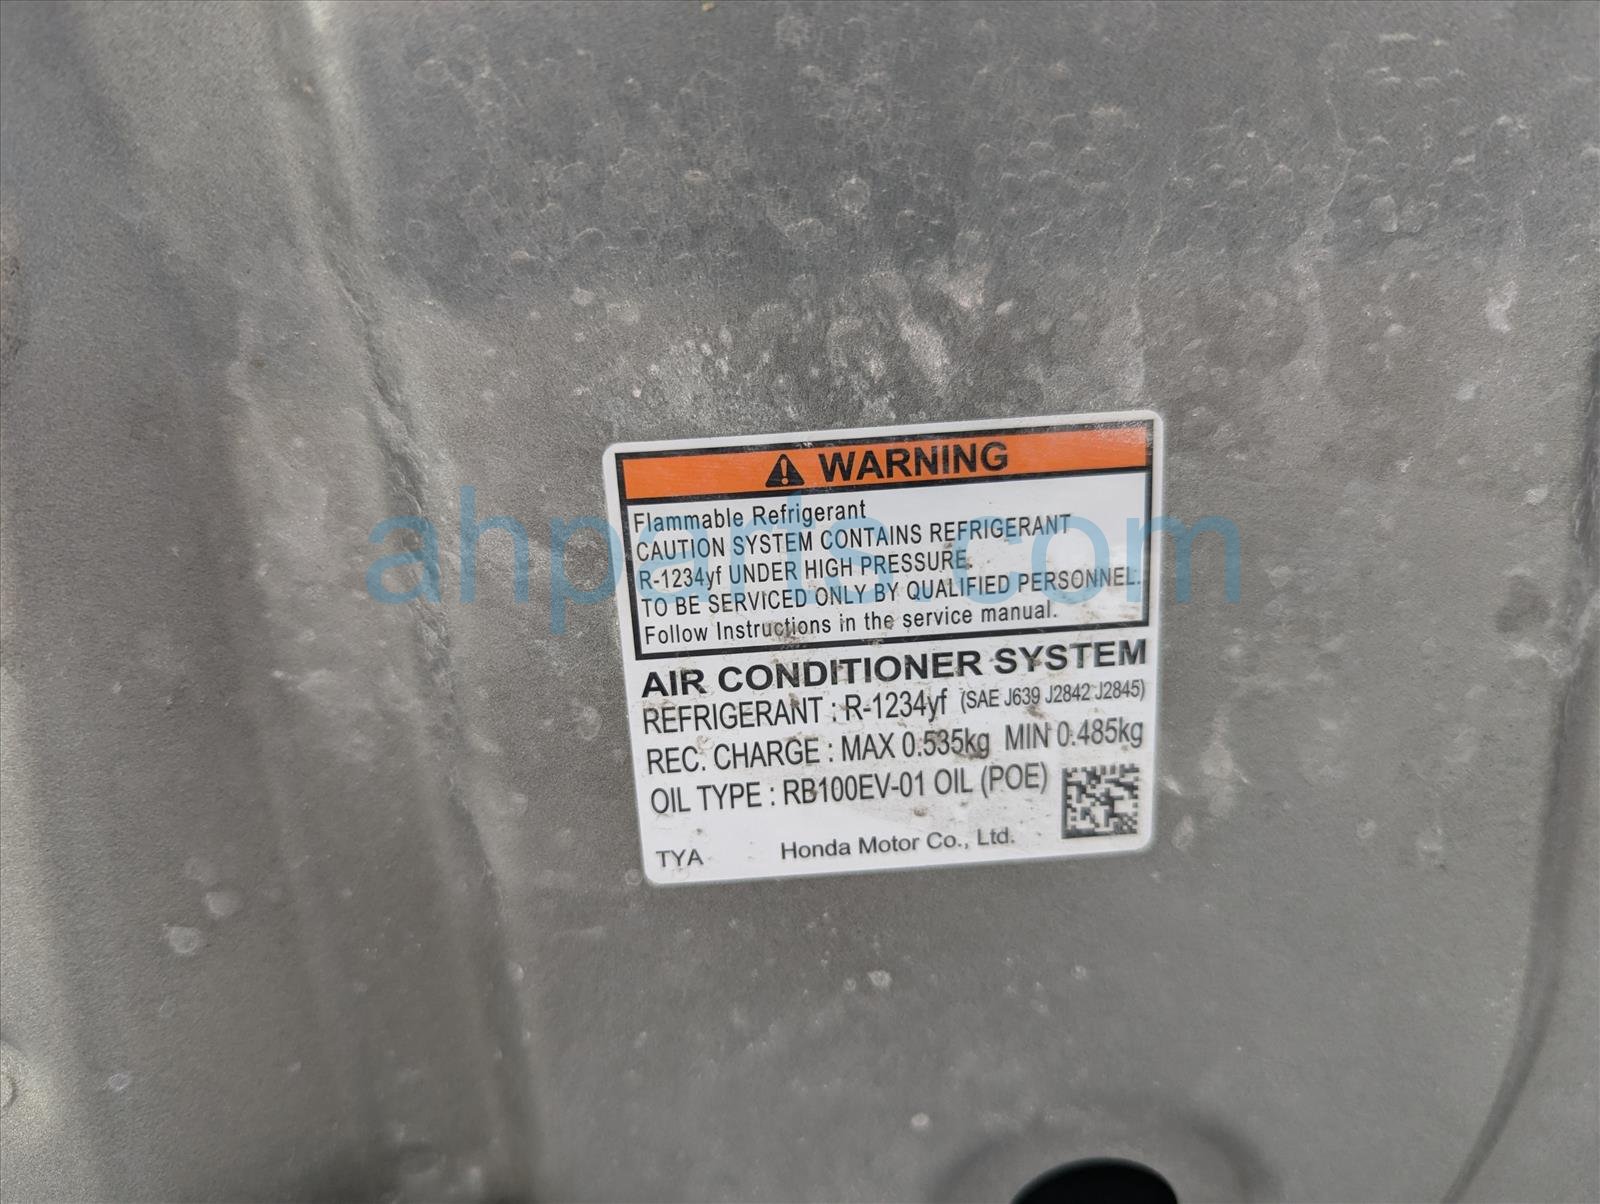 WARNING
Flammable Refrigerant
CAUTION SYSTEM CONTAINS REFRIGERANT
R-1234yf UNDER HIGH PRESSURE.
TO BE SERVICED ONLY BY QUALIFIED PERSONNEL.
Follow Instructions in the service manual.
AIR CONDITIONER SYSTEM
REFRIGERANT : R-1234yf (SAE J639 J2842 J2845)
REC. CHARGE : MAX 0.535kg MIN 0.485kg
OIL TYPE : RB100EV-01 OIL (POE)
TYA Honda Motor Co., Ltd.
ahparts.com